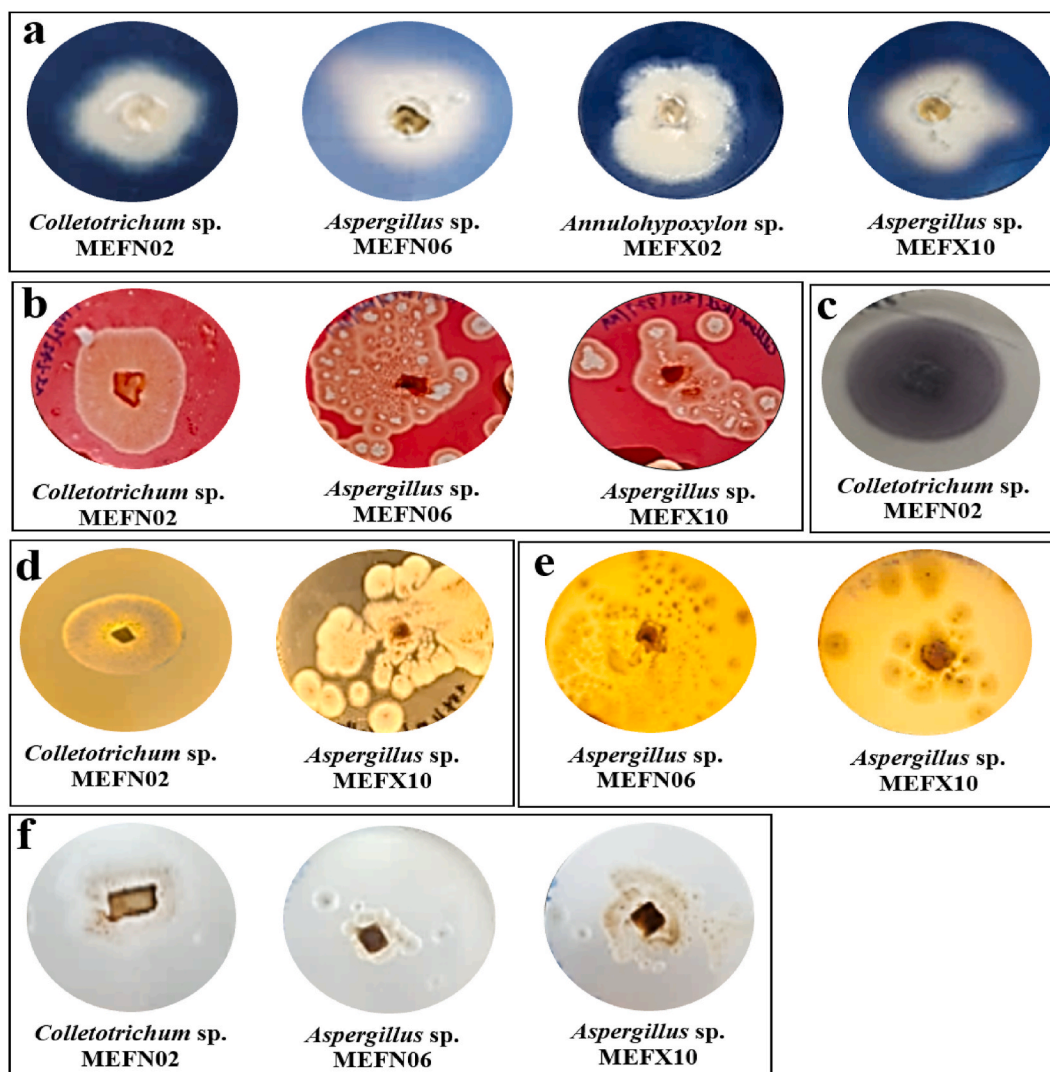 a
Colletotrichum sp.
MEFN02
Aspergillus sp.
MEFN06
Annulohypoxylon sp.
MEFX02
Aspergillus sp.
MEFX10
b
Colletotrichum sp.
MEFN02
Aspergillus sp.
MEFN06
Aspergillus sp.
MEFX10
c
Colletotrichum sp.
MEFN02
d
Colletotrichum sp.
MEFN02
Aspergillus sp.
MEFX10
e
Aspergillus sp.
MEFN06
Aspergillus sp.
MEFX10
f
Colletotrichum sp.
MEFN02
Aspergillus sp.
MEFN06
Aspergillus sp.
MEFX10